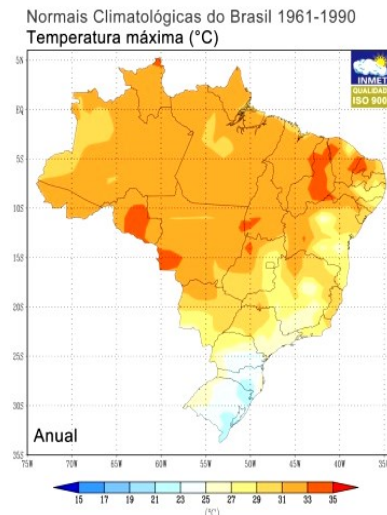 Normais Climatológicas do Brasil 1961-1990
Temperatura máxima (°C)
INMET
QUALIDAD
ISO 900
5N
EQ
5S
10S
15S
20S
25S
30S
35S
Anual
75W 70W 65W 60W 55W 50W 45W 40W 35W
15 17 19 21 23 25 27 29 31 33 35
(°C)